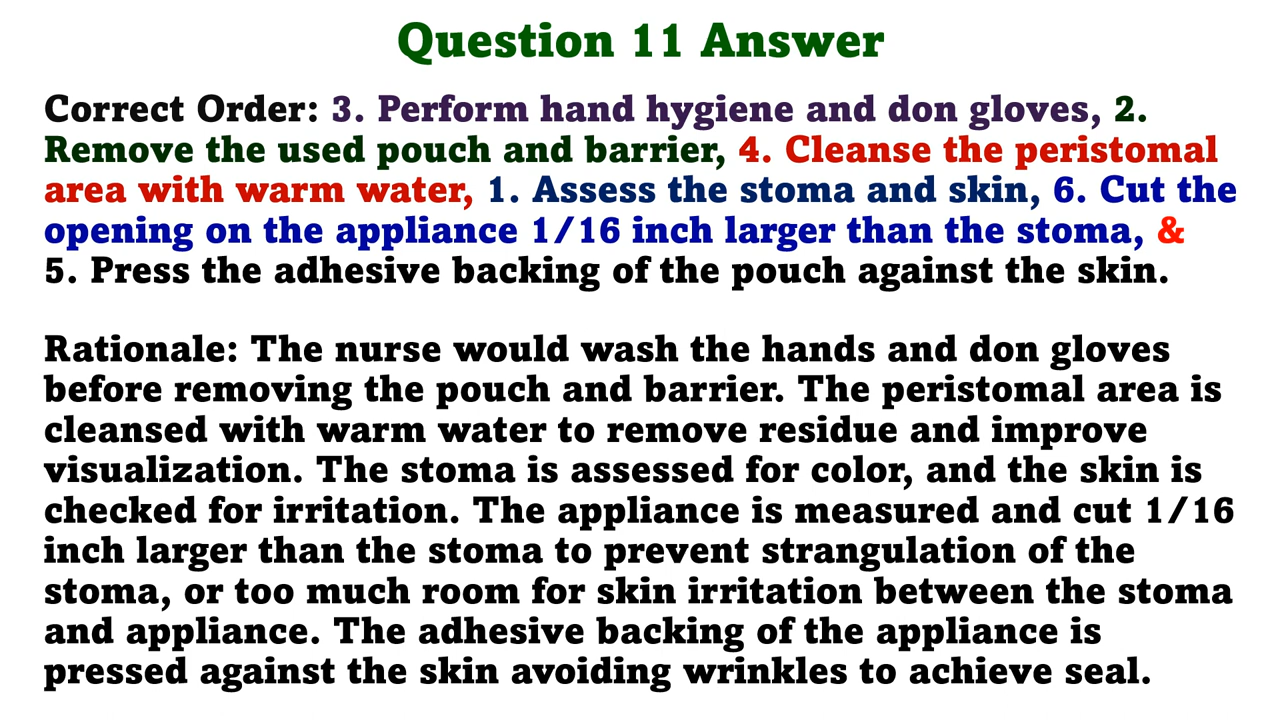 Question 11 Answer
Correct Order: 3. Perform hand hygiene and don gloves, 2.
Remove the used pouch and barrier, 4. Cleanse the peristomal
area with warm water, 1. Assess the stoma and skin, 6. Cut the
opening on the appliance 1/16 inch larger than the stoma, &
5. Press the adhesive backing of the pouch against the skin.
Rationale: The nurse would wash the hands and don gloves
before removing the pouch and barrier. The peristomal area is
cleansed with warm water to remove residue and improve
visualization. The stoma is assessed for color, and the skin is
checked for irritation. The appliance is measured and cut 1/16
inch larger than the stoma to prevent strangulation of the
stoma, or too much room for skin irritation between the stoma
and appliance. The adhesive backing of the appliance is
pressed against the skin avoiding wrinkles to achieve seal.